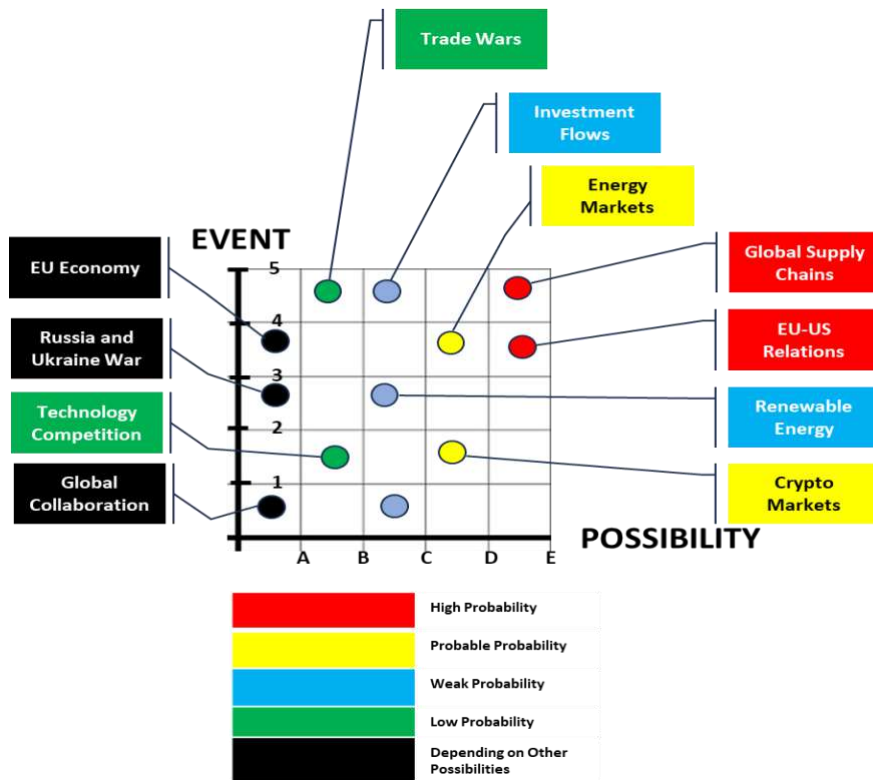 Trade Wars
Investment
Flows
Energy
Markets
EVENT
EU Economy
Global Supply
Chains
5
4
Russia and
Ukraine War
EU-US
Relations
3
Technology
Competition
Renewable
Energy
2
Global
Collaboration
1
Crypto
Markets
POSSIBILITY
A
B
C
D
E
High Probability
Probable Probability
Weak Probability
Low Probability
Depending on Other
Possibilities